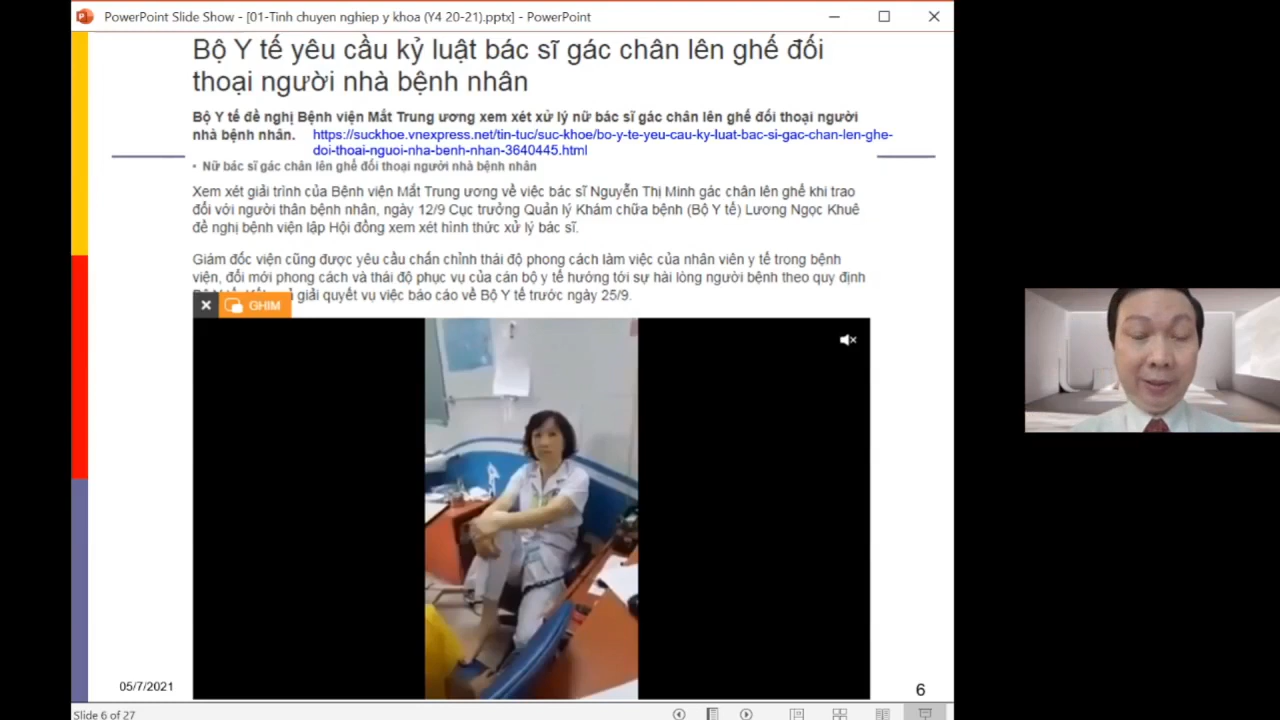 PowerPoint Slide Show - [01-Tinh chuyen nghiep y khoa (Y4 20-21).pptx] - PowerPoint
Bộ Y tế yêu cầu kỷ luật bác sĩ gác chân lên ghế đối
thoại người nhà bệnh nhân
Bộ Y tế đề nghị Bệnh viện Mắt Trung ương xem xét xử lý nữ bác sĩ gác chân lên ghế đối thoại người
nhà bệnh nhân. https://suckhoe.vnexpress.net/tin-tuc/suc-khoe/bo-y-te-yeu-cau-ky-luat-bac-si-gac-chan-len-ghe-
doi-thoai-nguoi-nha-benh-nhan-3640445.html
• Nữ bác sĩ gác chân lên ghế đối thoại người nhà bệnh nhân
Xem xét giải trình của Bệnh viện Mắt Trung ương về việc bác sĩ Nguyễn Thị Minh gác chân lên ghế khi trao
đổi với người thân bệnh nhân, ngày 12/9 Cục trưởng Quản lý Khám chữa bệnh (Bộ Y tế) Lương Ngọc Khuê
đề nghị bệnh viện lập Hội đồng xem xét hình thức xử lý bác sĩ.
Giám đốc viện cũng được yêu cầu chấn chỉnh thái độ phong cách làm việc của nhân viên y tế trong bệnh
viện, đổi mới phong cách và thái độ phục vụ của cán bộ y tế hướng tới sự hài lòng người bệnh theo quy định
giải quyết vụ việc báo cáo về Bộ Y tế trước ngày 25/9.
GHIM
05/7/2021
6
Slide 6 of 27